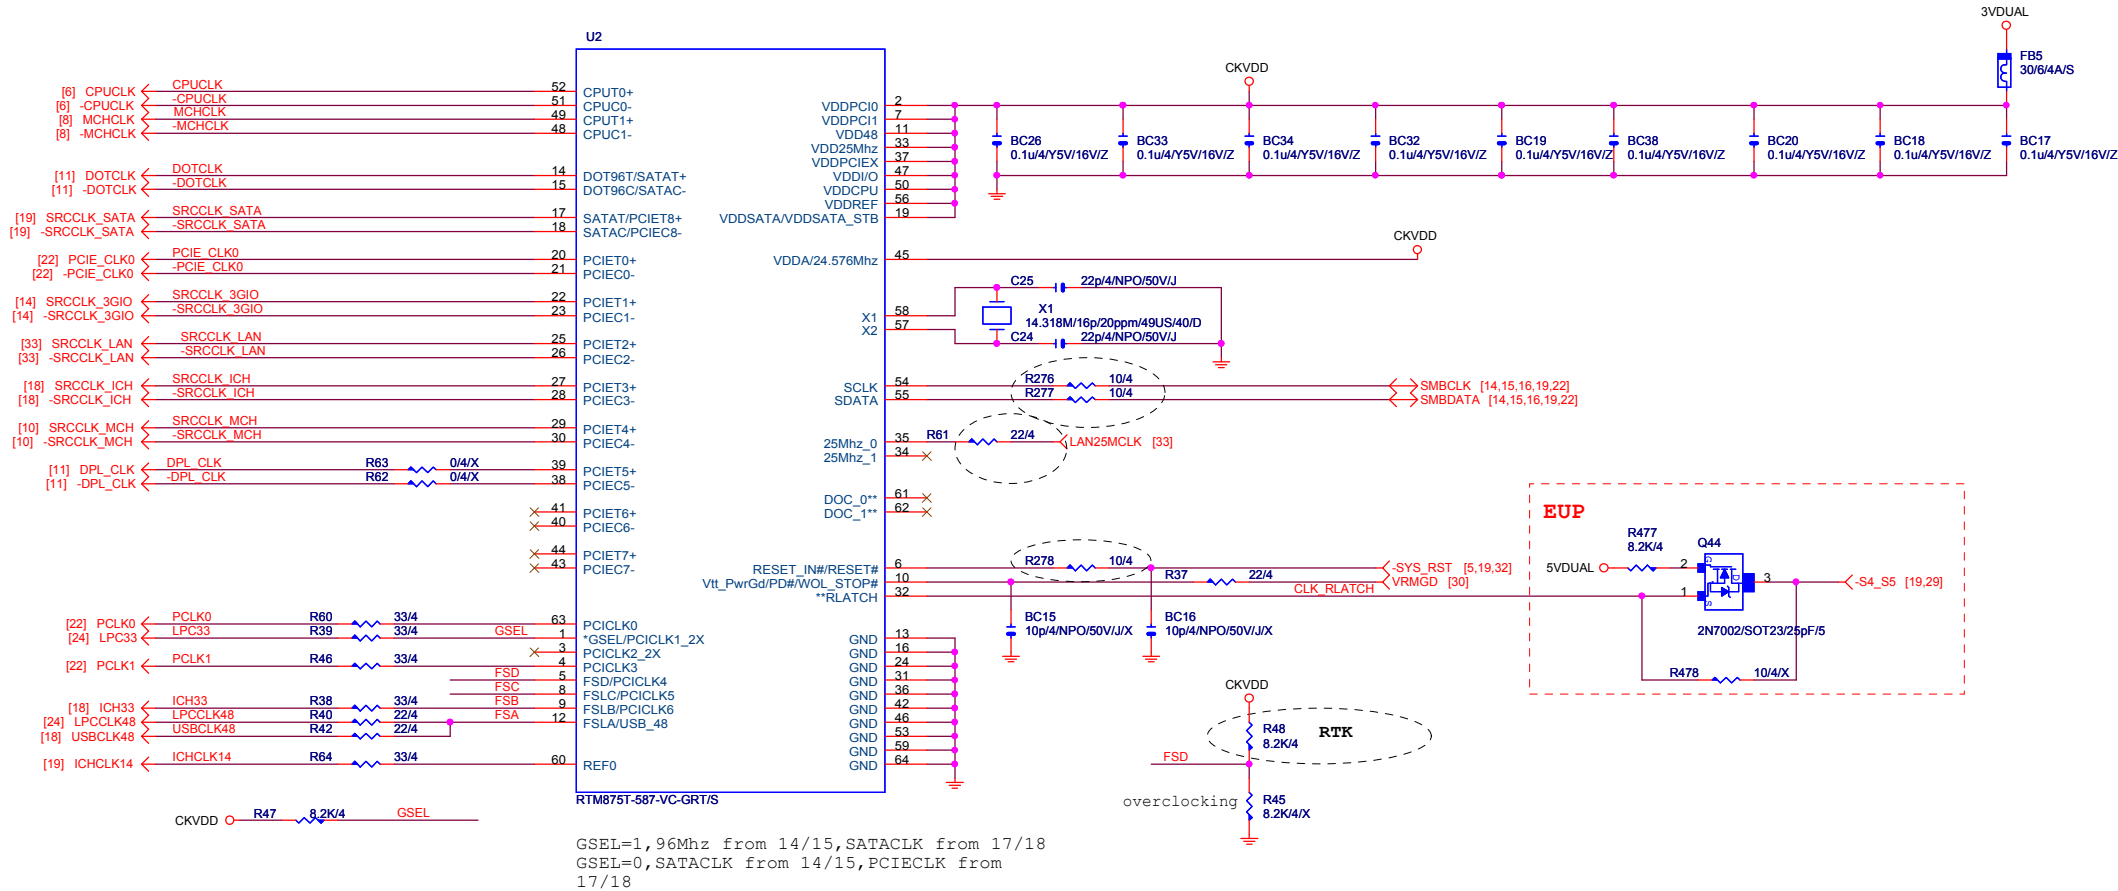 3VDUAL
U2
FB5
30/6/4A/S
CKVDD
[6] CPUCLK CPUCLK 52 CPUT0+
[6] -CPUCLK -CPUCLK 51 CPUC0-
[8] MCHCLK MCHCLK 49 CPUT1+
[8] -MCHCLK -MCHCLK 48 CPUC1-
[11] DOTCLK DOTCLK 14 DOT96T/SATAT+
[11] -DOTCLK -DOTCLK 15 DOT96C/SATAC-
[19] SRCCLK_SATA SRCCLK_SATA 17 SATAT/PCIET8+
[19] -SRCCLK_SATA -SRCCLK_SATA 18 SATAC/PCIEC8-
[22] PCIE_CLK0 PCIE_CLK0 20 PCIET0+
[22] -PCIE_CLK0 -PCIE_CLK0 21 PCIEC0-
[14] SRCCLK_3GIO SRCCLK_3GIO 22 PCIET1+
[14] -SRCCLK_3GIO -SRCCLK_3GIO 23 PCIEC1-
[33] SRCCLK_LAN SRCCLK_LAN 25 PCIET2+
[33] -SRCCLK_LAN -SRCCLK_LAN 26 PCIEC2-
[18] SRCCLK_ICH SRCCLK_ICH 27 PCIET3+
[18] -SRCCLK_ICH -SRCCLK_ICH 28 PCIEC3-
[10] SRCCLK_MCH SRCCLK_MCH 29 PCIET4+
[10] -SRCCLK_MCH -SRCCLK_MCH 30 PCIEC4-
[11] DPL_CLK DPL_CLK R63 0/4/X 39 PCIET5+
[11] -DPL_CLK -DPL_CLK R62 0/4/X 38 PCIEC5-
41 PCIET6+
40 PCIEC6-
44 PCIET7+
43 PCIEC7-
[22] PCLK0 PCLK0 R60 33/4 63 PCICLK0
[24] LPC33 LPC33 R39 33/4 GSEL 1 *GSEL/PCICLK1_2X
3 PCICLK2_2X
[22] PCLK1 PCLK1 R46 33/4 4 PCICLK3
FSD 5 FSD/PCICLK4
FSC 8 FSLC/PCICLK5
[18] ICH33 ICH33 R38 33/4 FSB 9 FSLB/PCICLK6
[24] LPCCLK48 LPCCLK48 R40 22/4 FSA 12 FSLA/USB_48
[18] USBCLK48 USBCLK48 R42 22/4
[19] ICHCLK14 ICHCLK14 R64 33/4 60 REF0
VDDPCI0 2
VDDPCI1 7
VDD48 11
VDD25Mhz 33
VDDPCIEX 37
VDDI/O 47
VDDCPU 50
VDDREF 56
VDDSATA/VDDSATA_STB 19
BC26 BC33 BC34 BC32 BC19 BC38 BC20 BC18 BC17
0.1u/4/Y5V/16V/Z 0.1u/4/Y5V/16V/Z 0.1u/4/Y5V/16V/Z 0.1u/4/Y5V/16V/Z 0.1u/4/Y5V/16V/Z 0.1u/4/Y5V/16V/Z 0.1u/4/Y5V/16V/Z 0.1u/4/Y5V/16V/Z 0.1u/4/Y5V/16V/Z
CKVDD
VDDA/24.576Mhz 45
C25 22p/4/NPO/50V/J
X1 58
X1
14.318M/16p/20ppm/49US/40/D
X2 57
C24 22p/4/NPO/50V/J
SCLK 54 R276 10/4 SMBCLK [14,15,16,19,22]
SDATA 55 R277 10/4 SMBDATA [14,15,16,19,22]
25Mhz_0 35 R61 22/4 LAN25MCLK [33]
25Mhz_1 34
DOC_0** 61
DOC_1** 62
RESET_IN#/RESET# 6 R278 10/4 -SYS_RST [5,19,32]
Vtt_PwrGd/PD#/WOL_STOP# 10 R37 22/4 VRMGD [30]
**RLATCH 32 CLK_RLATCH
BC15
10p/4/NPO/50V/J/X
BC16
10p/4/NPO/50V/J/X
EUP
R477
8.2K/4
Q44
5VDUAL 2 G D S 3 -S4_S5 [19,29]
1
2N7002/SOT23/25pF/5
R478 10/4/X
GND 13
GND 16
GND 24
GND 31
GND 36
GND 42
GND 46
GND 53
GND 59
GND 64
CKVDD
R48
8.2K/4
RTK
FSD
overclocking
R45
8.2K/4/X
RTM875T-587-VC-GRT/S
CKVDD R47 8.2K/4 GSEL
GSEL=1,96Mhz from 14/15,SATACLK from 17/18
GSEL=0,SATACLK from 14/15,PCIECLK from
17/18